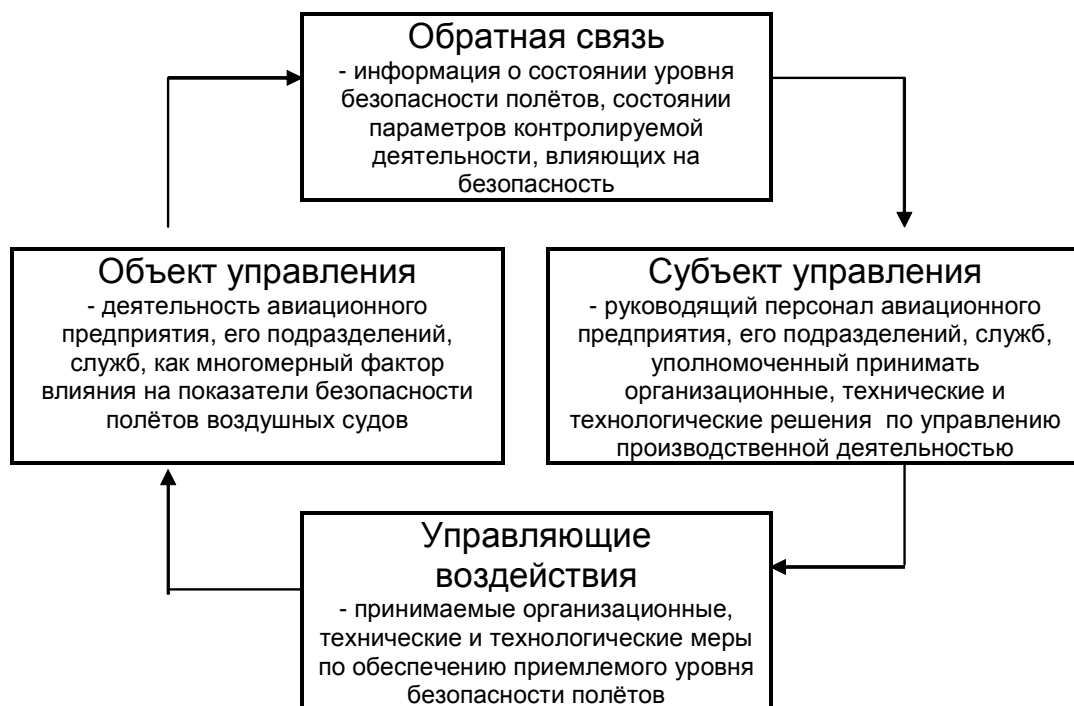 Обратная связь
- информация о состоянии уровня
безопасности полётов, состоянии
параметров контролируемой
деятельности, влияющих на
безопасность
Объект управления
- деятельность авиационного
предприятия, его подразделений,
служб, как многомерный фактор
влияния на показатели безопасности
полётов воздушных судов
Субъект управления
- руководящий персонал авиационного
предприятия, его подразделений, служб,
уполномоченный принимать
организационные, технические и
технологические решения по управлению
производственной деятельностью
Управляющие
воздействия
- принимаемые организационные,
технические и технологические меры
по обеспечению приемлемого уровня
безопасности полётов